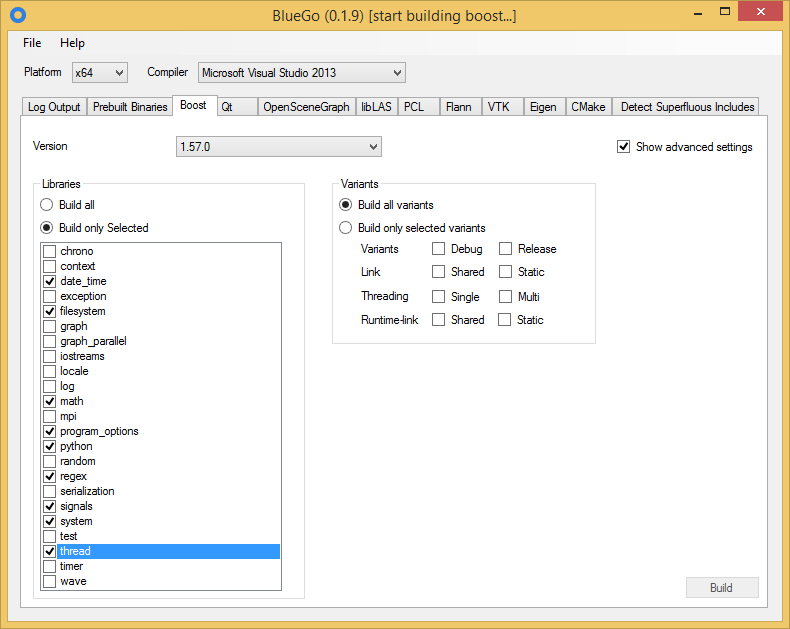 BlueGo (0.1.9) [start building boost...]
File Help
Platform x64 Compiler Microsoft Visual Studio 2013
Log Output Prebuilt Binaries Boost Qt OpenSceneGraph libLAS PCL Flann VTK Eigen CMake Detect Superfluous Includes
Version 1.57.0 Show advanced settings
Libraries
Build all
Build only Selected
chrono
context
date_time
exception
filesystem
graph
graph_parallel
iostreams
locale
log
math
mpi
program_options
python
random
regex
serialization
signals
system
test
thread
timer
wave
Variants
Build all variants
Build only selected variants
Variants Debug Release
Link Shared Static
Threading Single Multi
Runtime-link Shared Static
Build